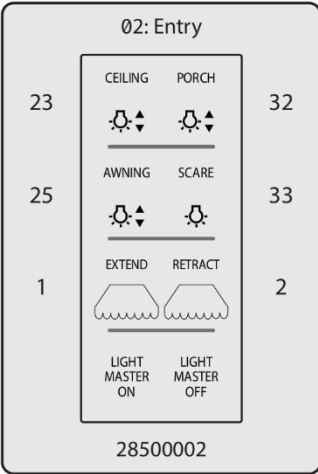 02: Entry
CEILING PORCH
23 32
AWNING SCARE
25 33
EXTEND RETRACT
1 2
LIGHT MASTER ON
LIGHT MASTER OFF
28500002